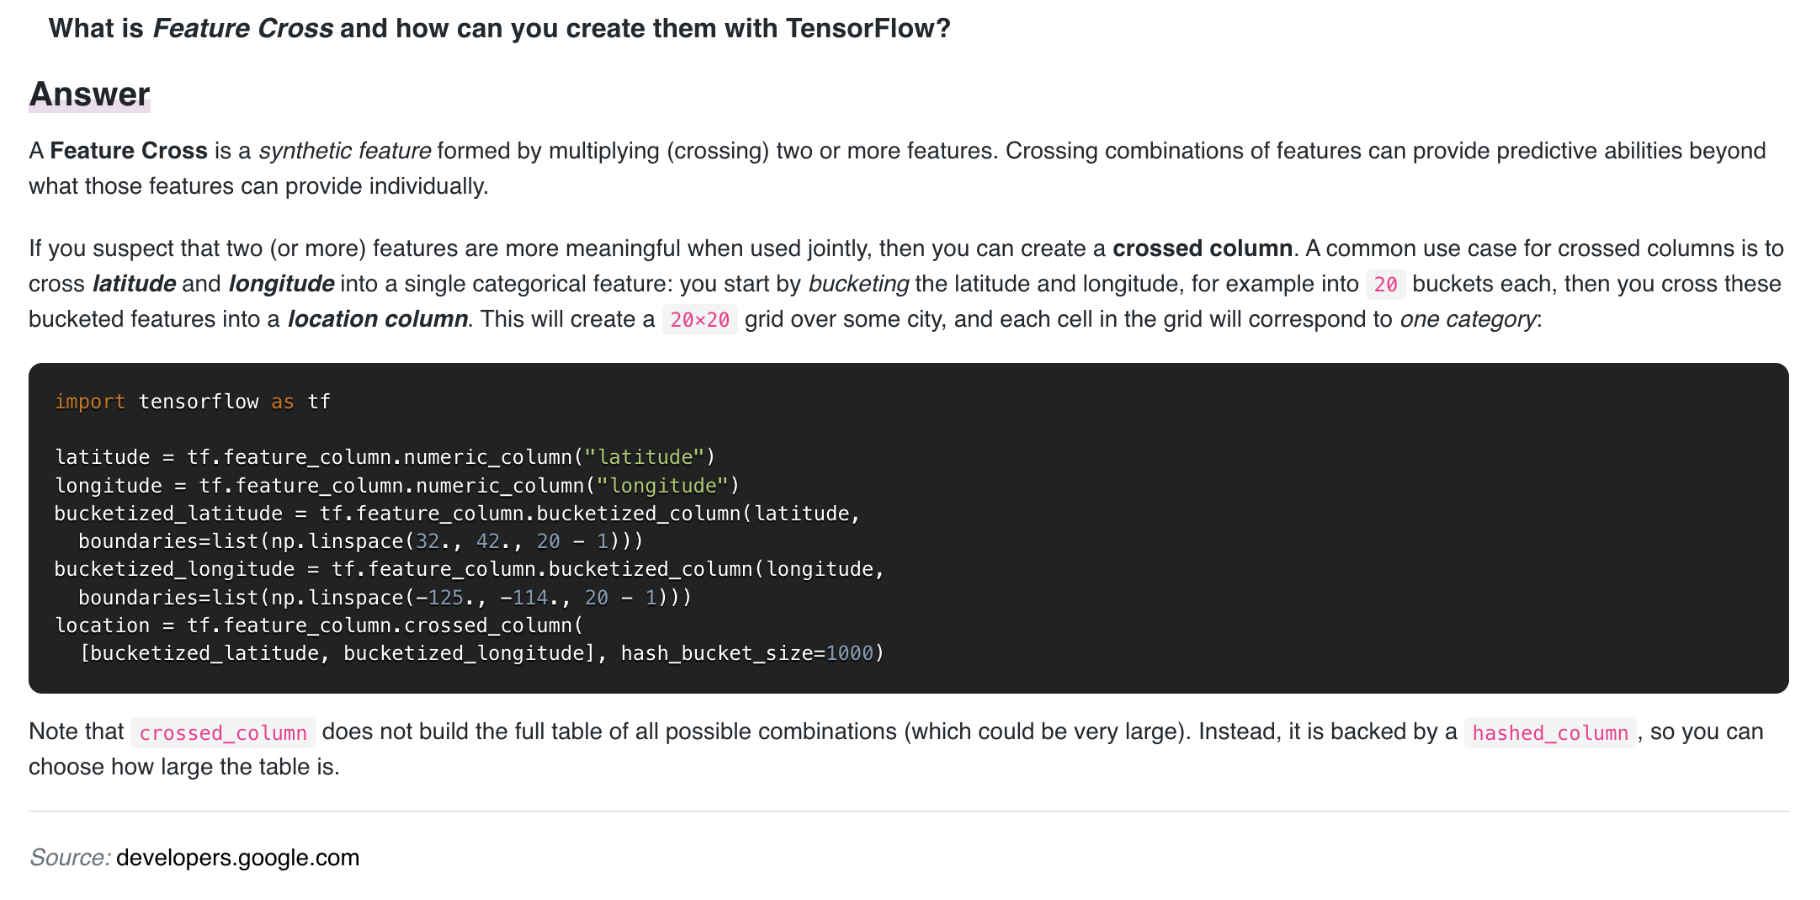 What is Feature Cross and how can you create them with TensorFlow?
Answer
A Feature Cross is a synthetic feature formed by multiplying (crossing) two or more features. Crossing combinations of features can provide predictive abilities beyond
what those features can provide individually.
If you suspect that two (or more) features are more meaningful when used jointly, then you can create a crossed column. A common use case for crossed columns is to
cross latitude and longitude into a single categorical feature: you start by bucketing the latitude and longitude, for example into 20 buckets each, then you cross these
bucketed features into a location column. This will create a 20×20 grid over some city, and each cell in the grid will correspond to one category:
import tensorflow as tf
latitude = tf.feature_column.numeric_column("latitude")
longitude = tf.feature_column.numeric_column("longitude")
bucketized_latitude = tf.feature_column.bucketized_column(latitude,
  boundaries=list(np.linspace(32., 42., 20 - 1)))
bucketized_longitude = tf.feature_column.bucketized_column(longitude,
  boundaries=list(np.linspace(-125., -114., 20 - 1)))
location = tf.feature_column.crossed_column(
  [bucketized_latitude, bucketized_longitude], hash_bucket_size=1000)
Note that crossed_column does not build the full table of all possible combinations (which could be very large). Instead, it is backed by a hashed_column, so you can
choose how large the table is.
Source: developers.google.com